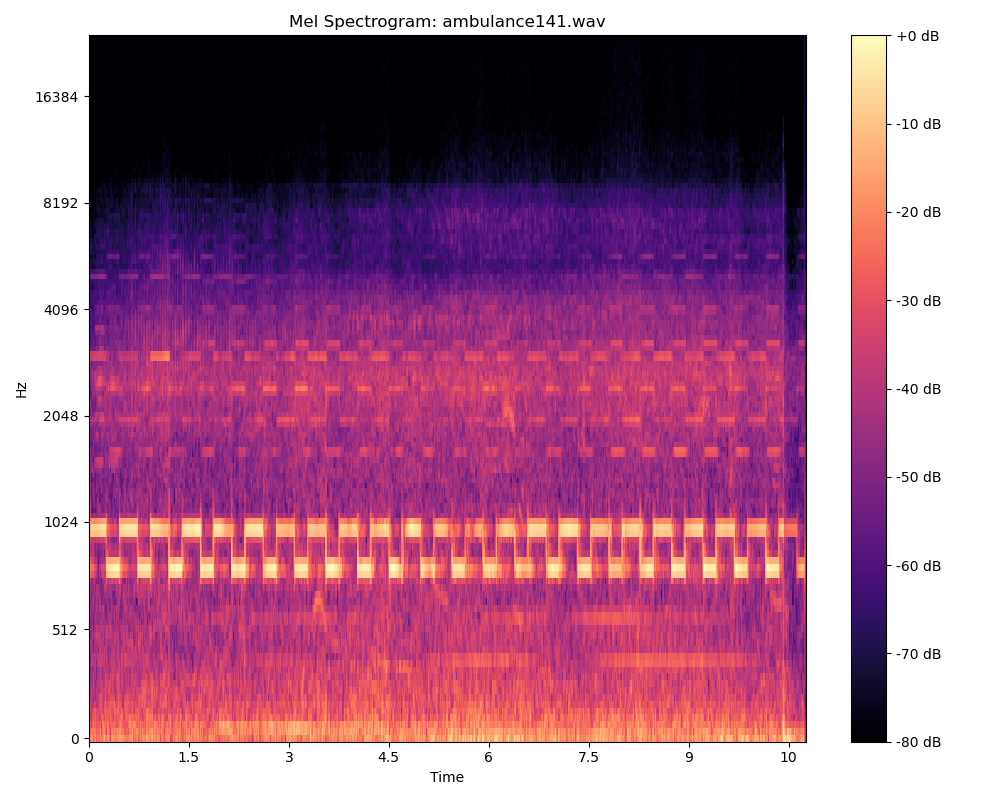 Mel Spectrogram: ambulance141.wav
+0 dB
16384
-10 dB
8192
-20 dB
4096
-30 dB
Hz
-40 dB
2048
-50 dB
1024
-60 dB
512
-70 dB
0
-80 dB
0 1.5 3 4.5 6 7.5 9 10
Time